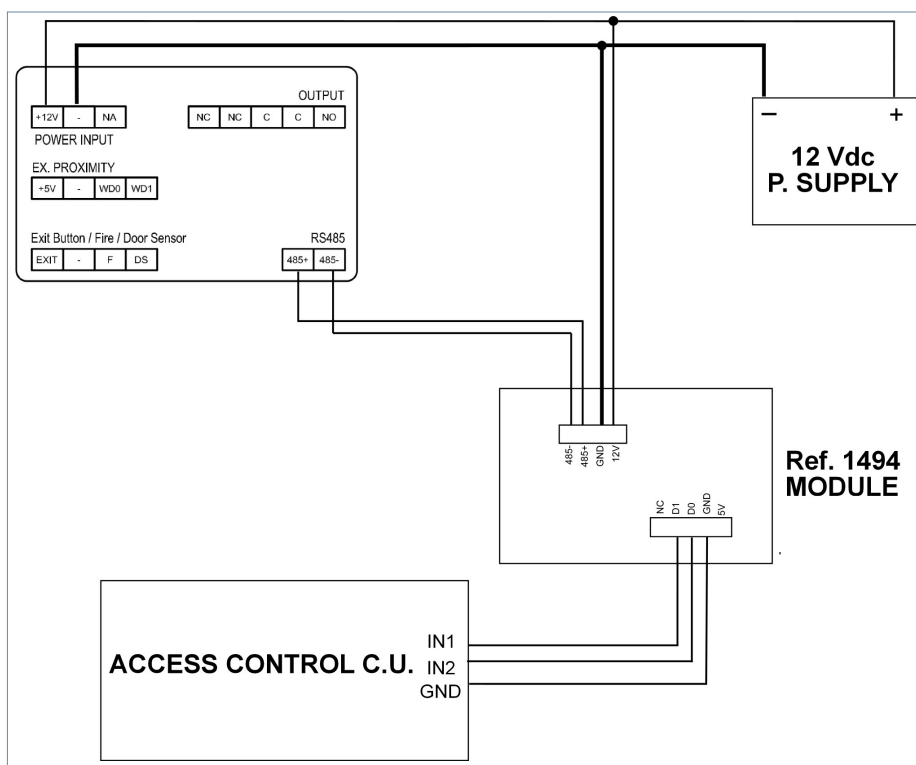 OUTPUT
+12V - NA
NC NC C C NO
POWER INPUT
EX. PROXIMITY
+5V - WD0 WD1
Exit Button / Fire / Door Sensor
RS485
EXIT - F DS
485+ 485-
− +
12 Vdc
P. SUPPLY
485-
485+
GND
12V
Ref. 1494
MODULE
NC
D1
D0
GND
5V
ACCESS CONTROL C.U.
IN1
IN2
GND